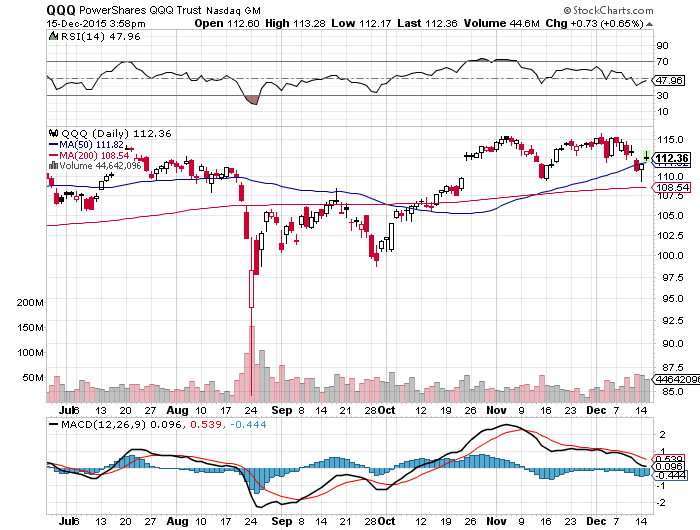 QQQ PowerShares QQQ Trust Nasdaq GM
© StockCharts.com
15-Dec-2015 3:58pm
Open 112.60 High 113.28 Low 112.17 Last 112.36 Volume 44.6M Chg +0.73 (+0.65%)
RSI(14) 47.96
90
70
47.96
30
10
QQQ (Daily) 112.36
MA(50) 111.82
MA(200) 108.54
Volume 44,642,096
115.0
112.36
110.0
108.54
107.5
105.0
102.5
100.0
97.5
95.0
92.5
90.0
87.5
85.0
200M
150M
100M
50M
44642096
Jul 6 13 20 27 Aug 10 17 24 Sep 8 14 21 28 Oct 12 19 26 Nov 9 16 23 Dec 7 14
MACD(12,26,9) 0.096, 0.539, -0.444
2
1
0.539
0.096
-0.444
-1
-2
Jul 6 13 20 27 Aug 10 17 24 Sep 8 14 21 28 Oct 12 19 26 Nov 9 16 23 Dec 7 14